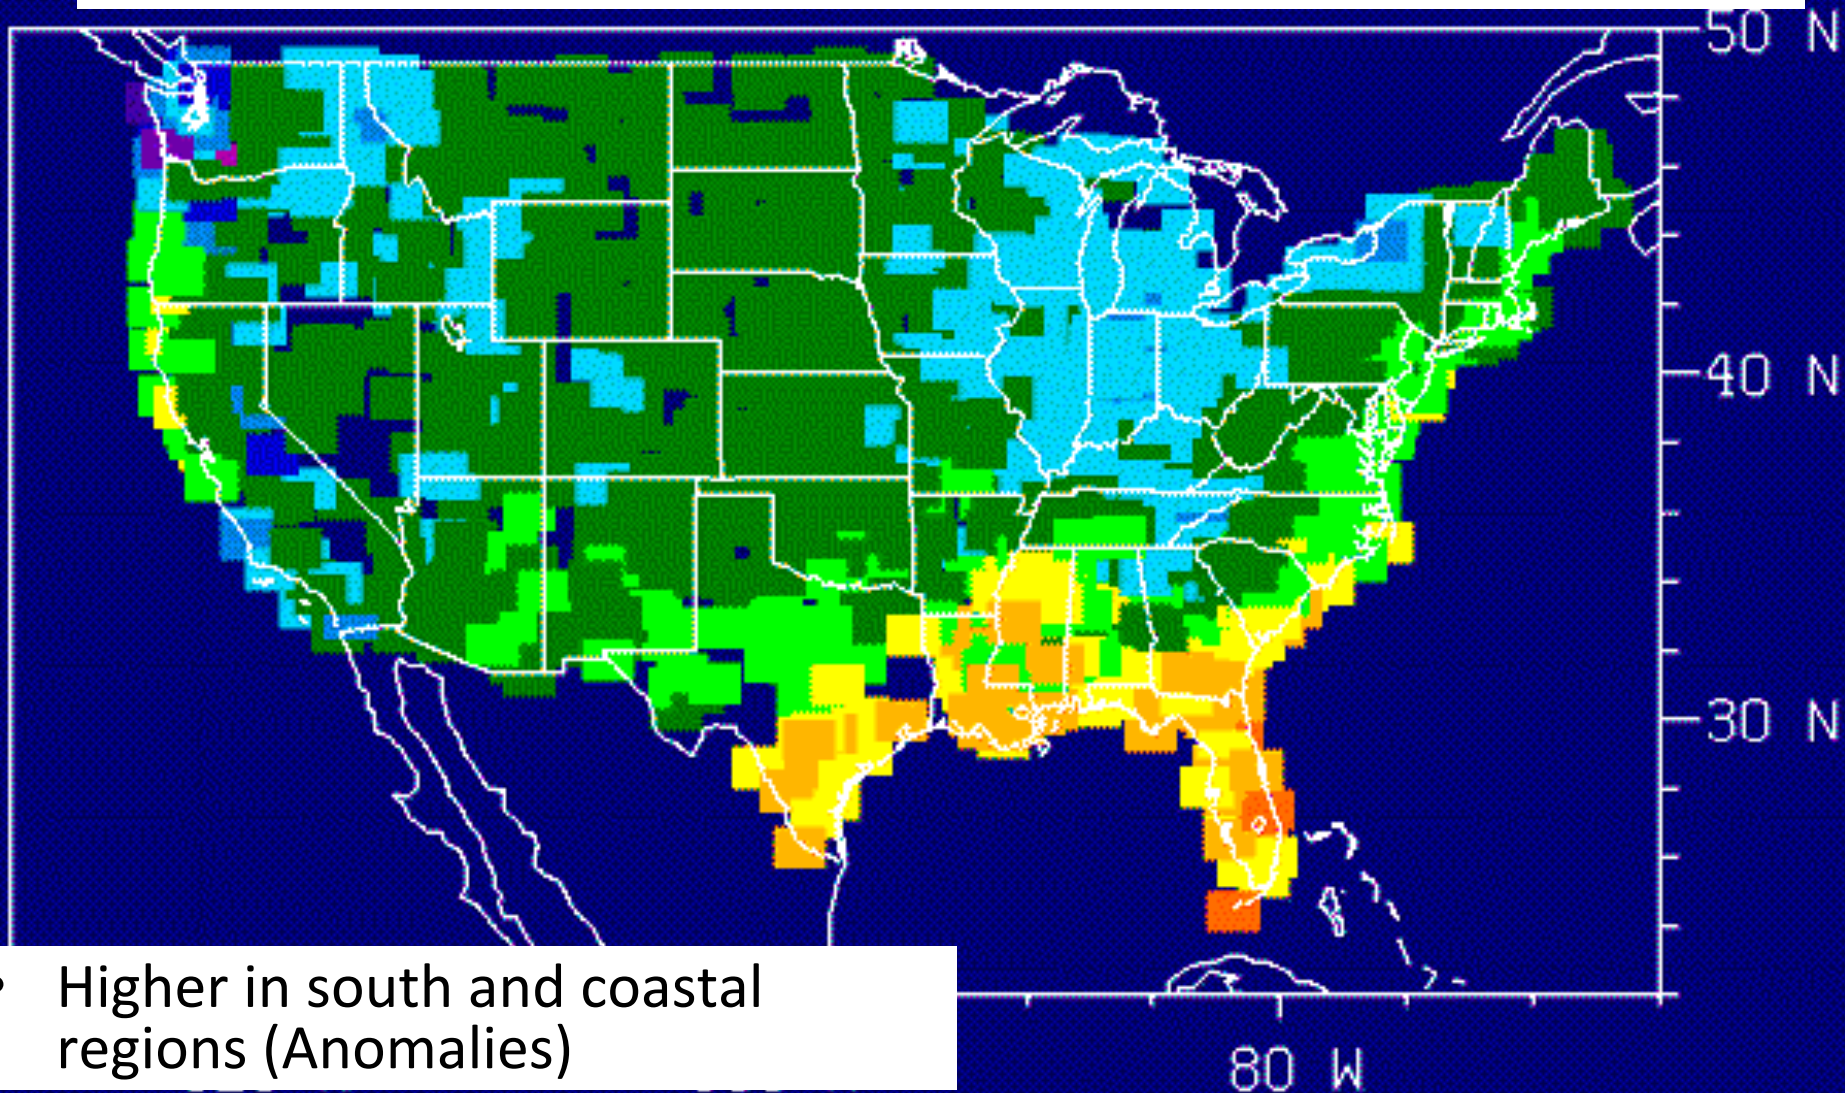 50 N
40 N
30 N
• Higher in south and coastal
regions (Anomalies)
80 W